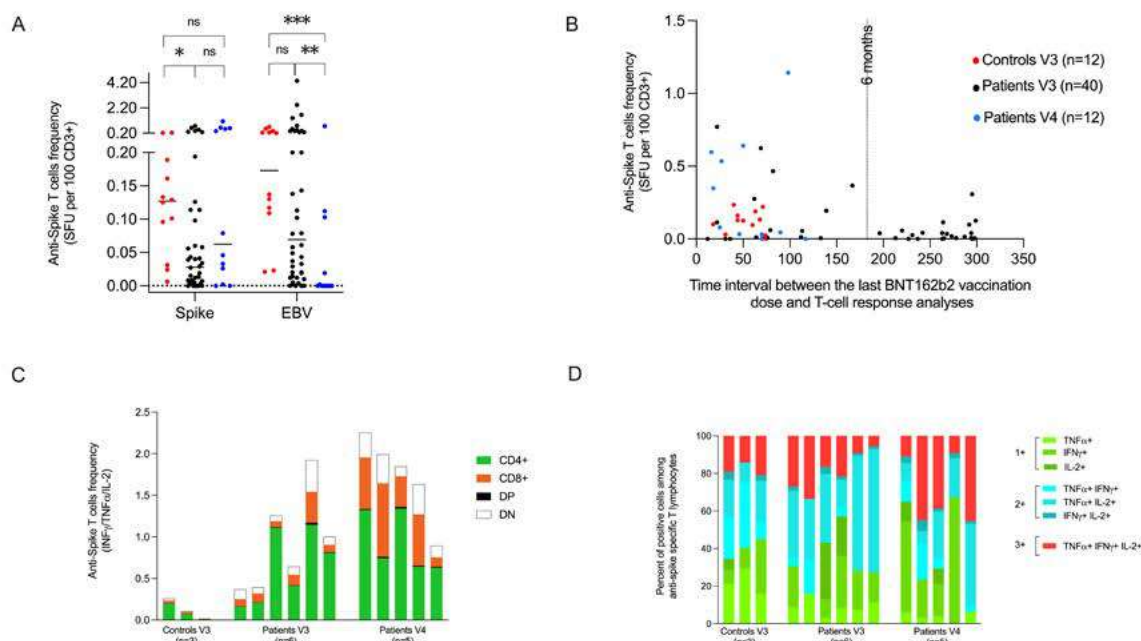 A
ns
***
*
ns
ns
**
4.20
2.20
0.20
0.20
0.15
0.10
0.05
0.00
Anti-Spike T cells frequency
(SFU per 100 CD3+)
Spike
EBV
B
1.5
1.0
0.5
0.0
Anti-Spike T cells frequency
(SFU per 100 CD3+)
6 months
Controls V3 (n=12)
Patients V3 (n=40)
Patients V4 (n=12)
0
50
100
150
200
250
300
350
Time interval between the last BNT162b2 vaccination
dose and T-cell response analyses
C
2.5
2.0
1.5
1.0
0.5
0.0
Anti-Spike T cells frequency
(INFγ/TNFα/IL-2)
CD4+
CD8+
DP
DN
Controls V3
Patients V3
Patients V4
D
100
80
60
40
20
0
Percent of positive cells among
anti-spike specific T lymphocytes
1+
TNFα+
IFNγ+
IL-2+
2+
TNFα+ IFNγ+
TNFα+ IL-2+
IFNγ+ IL-2+
3+
TNFα+ IFNγ+ IL-2+
Controls V3
Patients V3
Patients V4